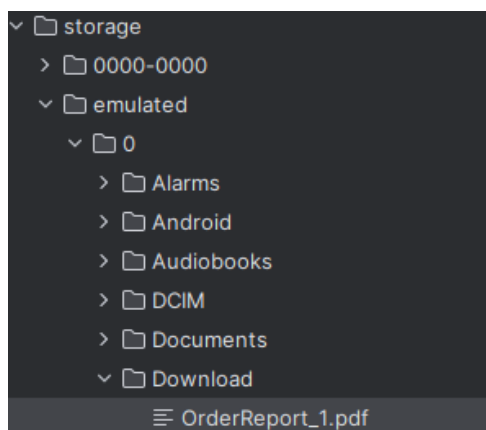 storage
0000-0000
emulated
0
Alarms
Android
Audiobooks
DCIM
Documents
Download
OrderReport_1.pdf